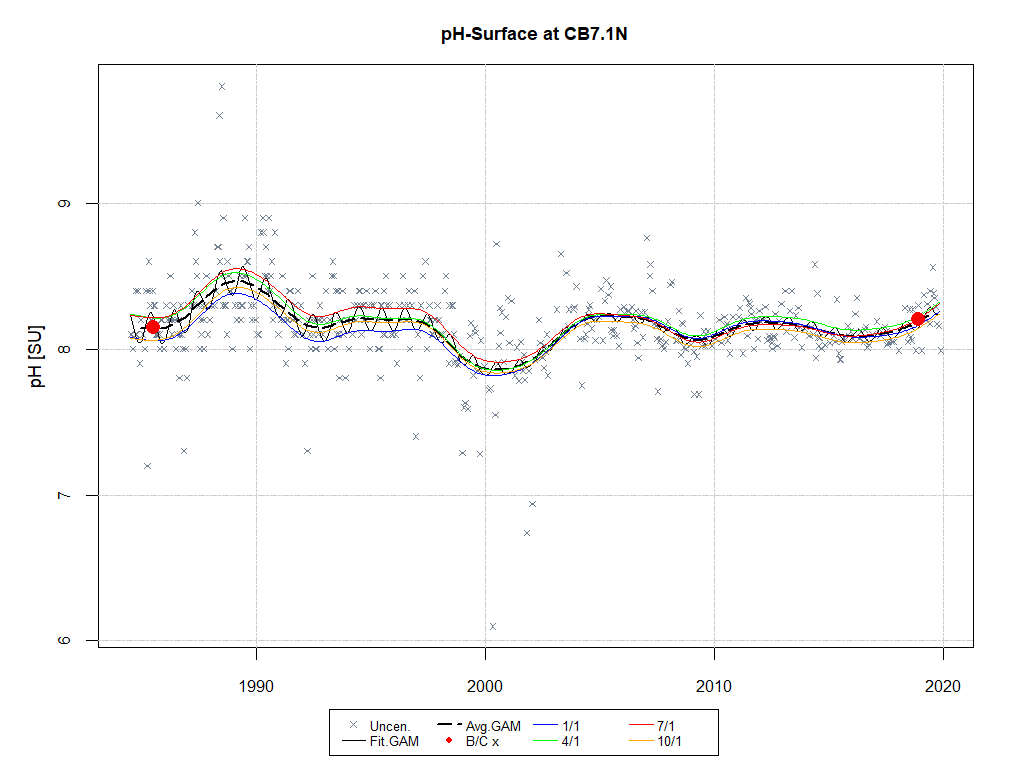 pH-Surface at CB7.1N
9
8
7
6
pH [SU]
1990 2000 2010 2020
Uncen. Avg.GAM 1/1 7/1
Fit.GAM B/C x 4/1 10/1